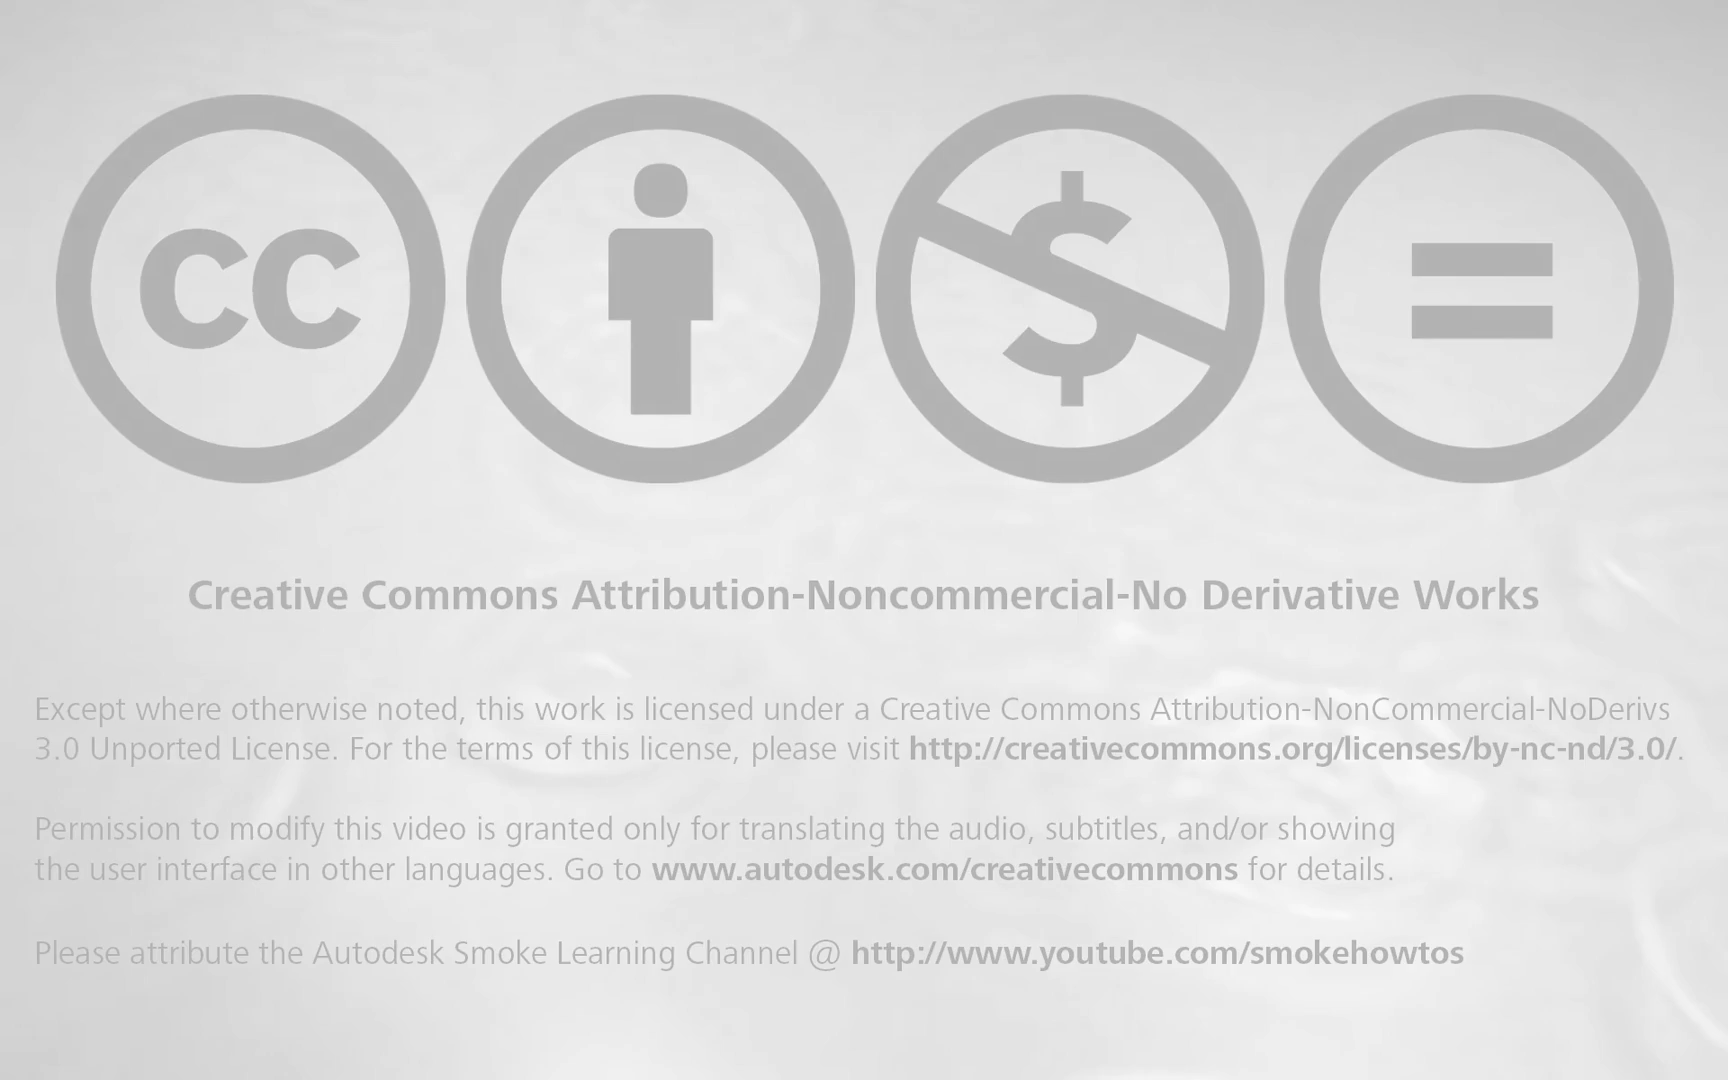 cc $ =
Creative Commons Attribution-Noncommercial-No Derivative Works
Except where otherwise noted, this work is licensed under a Creative Commons Attribution-NonCommercial-NoDerivs
3.0 Unported License. For the terms of this license, please visit http://creativecommons.org/licenses/by-nc-nd/3.0/.
Permission to modify this video is granted only for translating the audio, subtitles, and/or showing
the user interface in other languages. Go to www.autodesk.com/creativecommons for details.
Please attribute the Autodesk Smoke Learning Channel @ http://www.youtube.com/smokehowtos